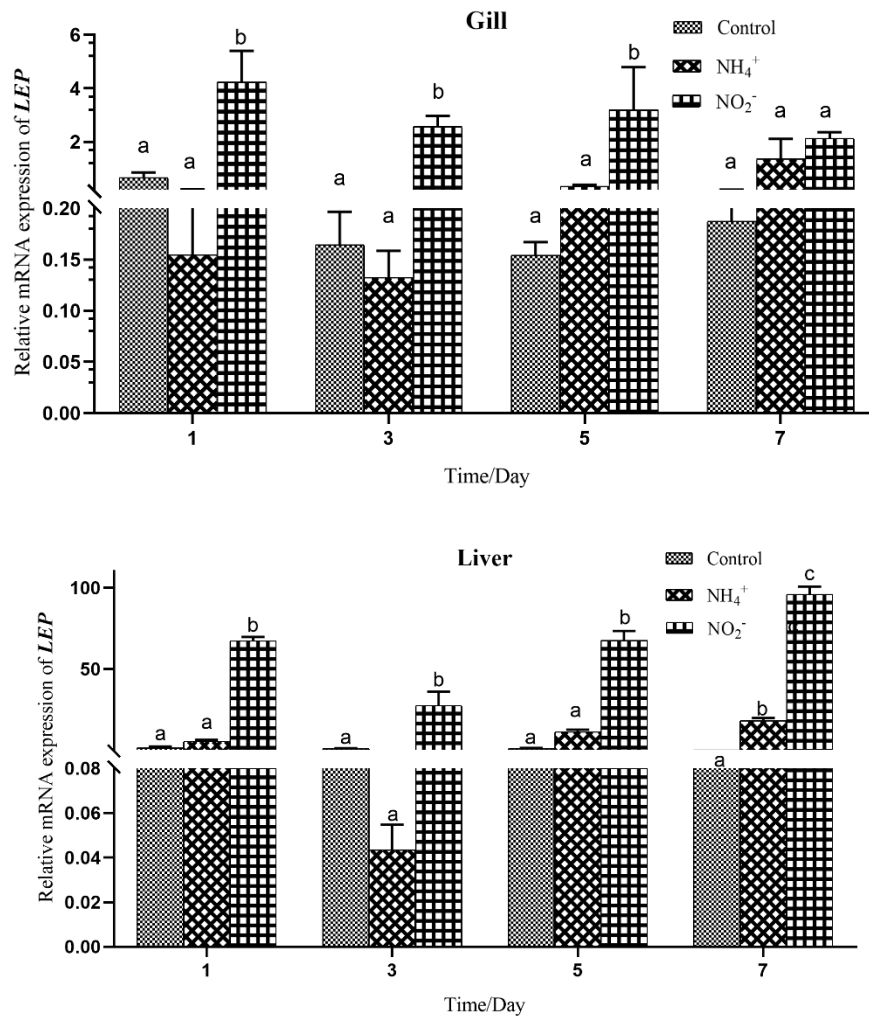 Gill
Control
NH₄⁺
NO₂⁻
Relative mRNA expression of LEP
6
4
2
0.20
0.15
0.10
0.05
0.00
b
a
a
b
a
a
b
a
a
a
a
a
1
3
5
7
Time/Day
Liver
Control
NH₄⁺
NO₂⁻
Relative mRNA expression of LEP
100
50
0.08
0.06
0.04
0.02
0.00
a
a
b
a
a
b
a
a
b
a
b
c
1
3
5
7
Time/Day